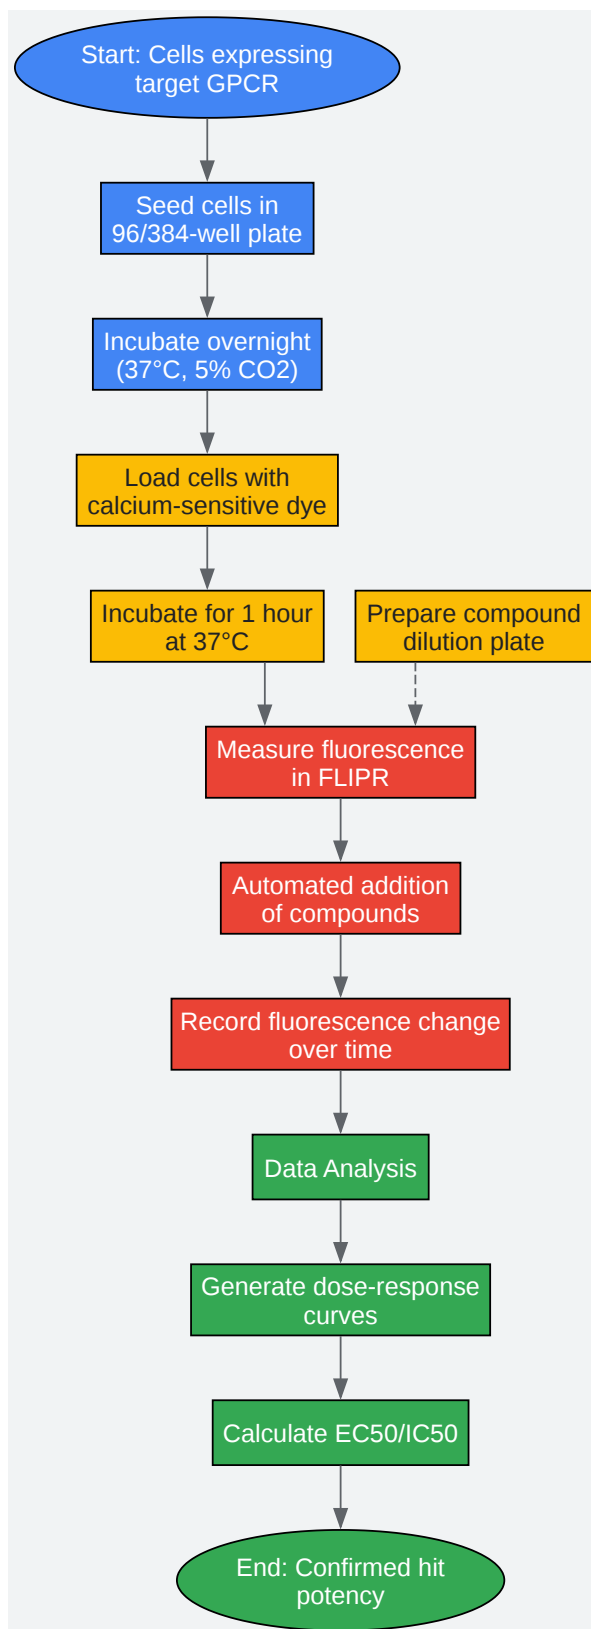 Start: Cells expressing
target GPCR
Seed cells in
96/384-well plate
Incubate overnight
(37°C, 5% CO2)
Load cells with
calcium-sensitive dye
Incubate for 1 hour
at 37°C
Prepare compound
dilution plate
Measure fluorescence
in FLIPR
Automated addition
of compounds
Record fluorescence change
over time
Data Analysis
Generate dose-response
curves
Calculate EC50/IC50
End: Confirmed hit
potency